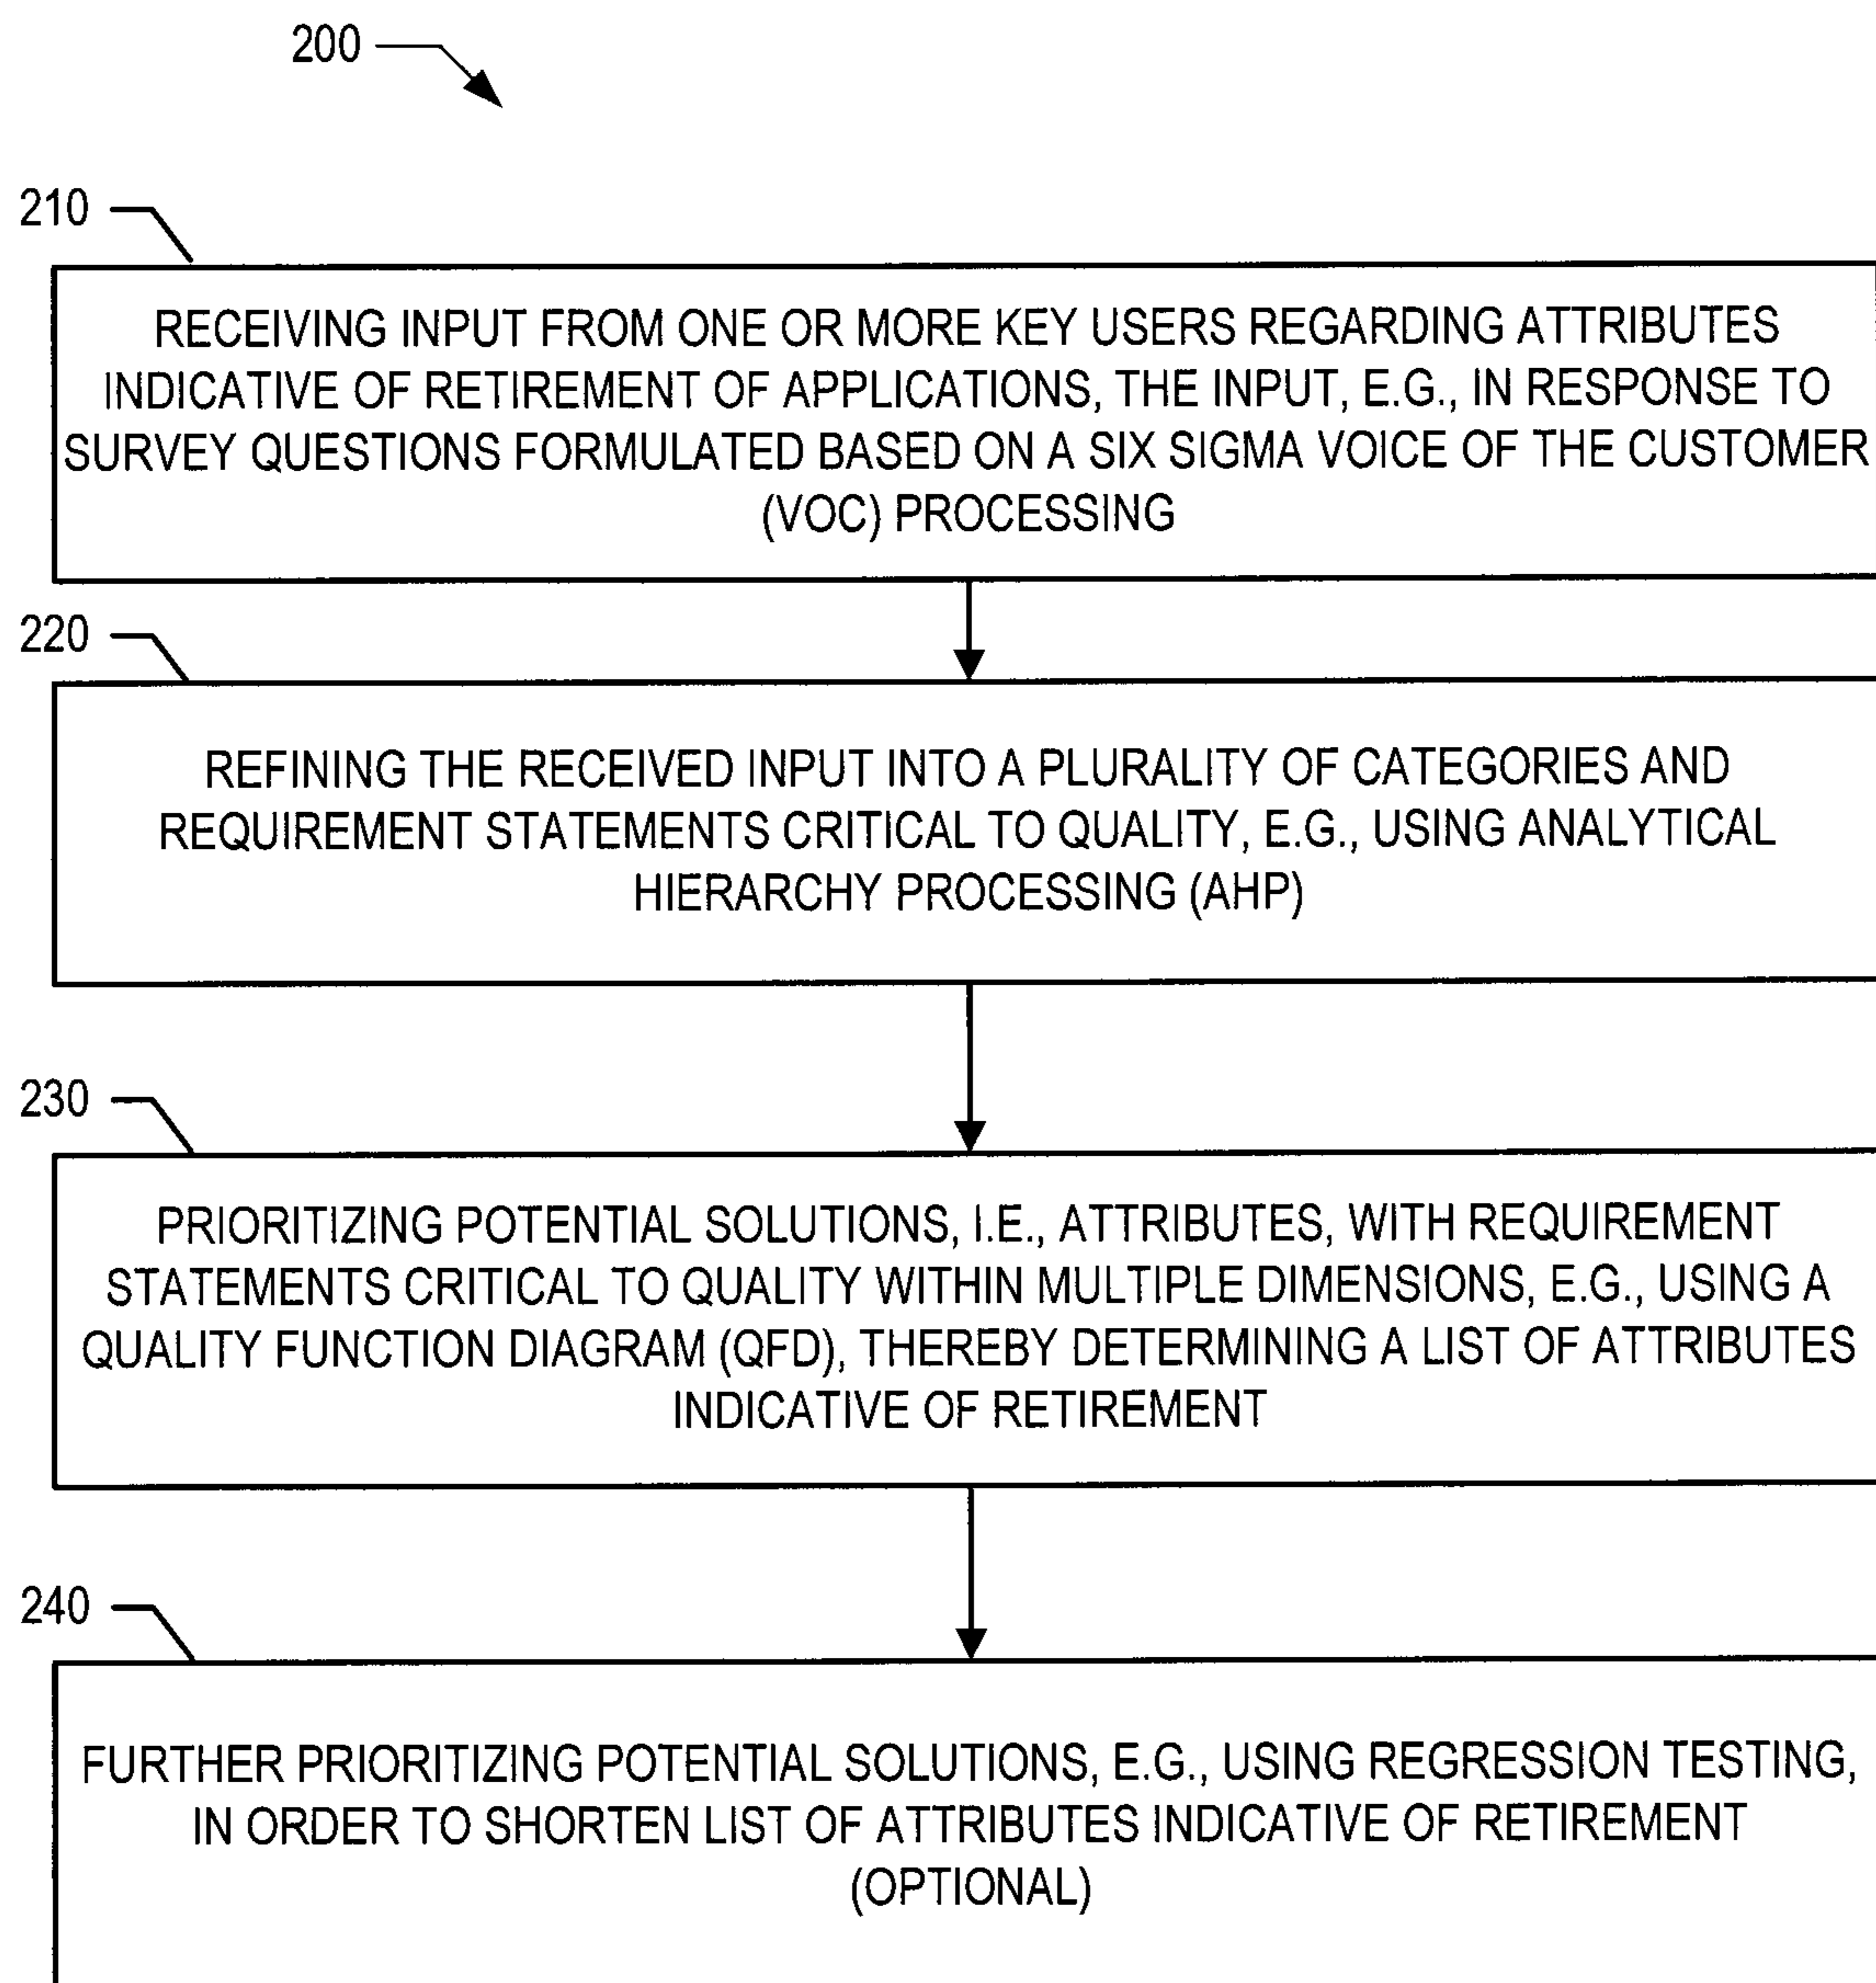 200
210
RECEIVING INPUT FROM ONE OR MORE KEY USERS REGARDING ATTRIBUTES
INDICATIVE OF RETIREMENT OF APPLICATIONS, THE INPUT, E.G., IN RESPONSE TO
SURVEY QUESTIONS FORMULATED BASED ON A SIX SIGMA VOICE OF THE CUSTOMER
(VOC) PROCESSING
220
REFINING THE RECEIVED INPUT INTO A PLURALITY OF CATEGORIES AND
REQUIREMENT STATEMENTS CRITICAL TO QUALITY, E.G., USING ANALYTICAL
HIERARCHY PROCESSING (AHP)
230
PRIORITIZING POTENTIAL SOLUTIONS, I.E., ATTRIBUTES, WITH REQUIREMENT
STATEMENTS CRITICAL TO QUALITY WITHIN MULTIPLE DIMENSIONS, E.G., USING A
QUALITY FUNCTION DIAGRAM (QFD), THEREBY DETERMINING A LIST OF ATTRIBUTES
INDICATIVE OF RETIREMENT
240
FURTHER PRIORITIZING POTENTIAL SOLUTIONS, E.G., USING REGRESSION TESTING,
IN ORDER TO SHORTEN LIST OF ATTRIBUTES INDICATIVE OF RETIREMENT
(OPTIONAL)